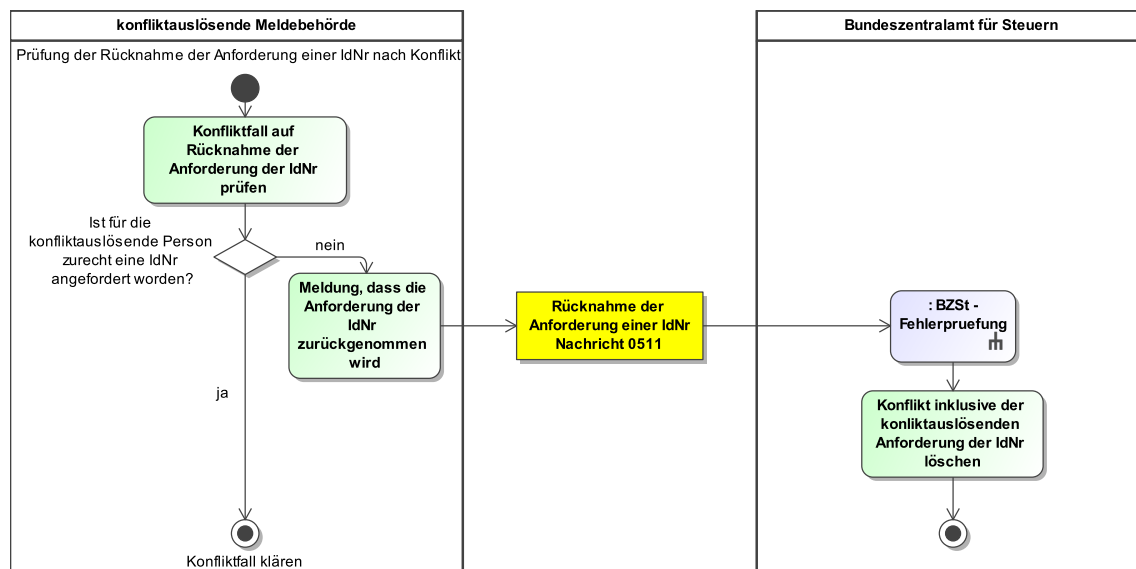 konfliktauslösende Meldebehörde
Bundeszentralamt für Steuern
Prüfung der Rücknahme der Anforderung einer IdNr nach Konflikt
Konfliktfall auf
Rücknahme der
Anforderung der IdNr
prüfen
Ist für die
konfliktauslösende Person
zurecht eine IdNr
angefordert worden?
nein
Meldung, dass die
Anforderung der
IdNr
zurückgenommen
wird
Rücknahme der
Anforderung einer IdNr
Nachricht 0511
: BZSt -
Fehlerpruefung
ja
Konflikt inklusive der
konliktauslösenden
Anforderung der IdNr
löschen
Konfliktfall klären